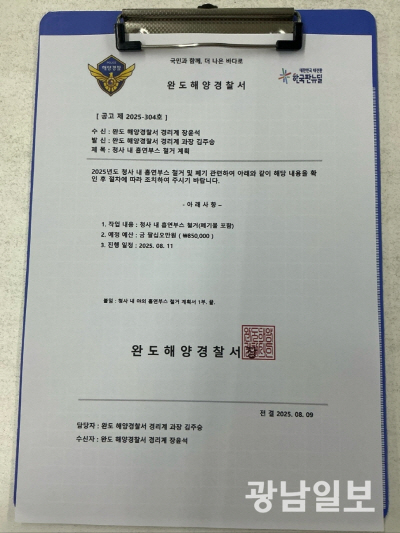 국민과 함께, 더 나은 바다로
해양경찰
대한민국 대전환
한국판뉴딜
완도해양경찰서
[ 공고 제 2025-304호 ]
수 신 : 완도 해양경찰서 경리계 장윤석
발 신 : 완도 해양경찰서 경리계 과장 김주승
제 목 : 청사 내 흡연부스 철거 계획
2025년도 청사 내 흡연부스 철거 및 폐기 관련하여 아래와 같이 해당 내용을 확
인 후 절차에 따라 조치하여 주시기 바랍니다.
- 아 래 사 항 -
1. 작업 내용 : 청사 내 흡연부스 철거(폐기물 포함)
2. 예정 예산 : 금 팔십오만원 ( ₩850,000 )
3. 진행 일정 : 2025. 08. 11
붙임 : 청사 내 야외 흡연부스 철거 계획서 1부. 끝.
완도해양경찰서장
전 결 2025. 08. 09
담당자 : 완도 해양경찰서 경리계 과장 김주승
수신자 : 완도 해양경찰서 경리계 장윤석
광남일보